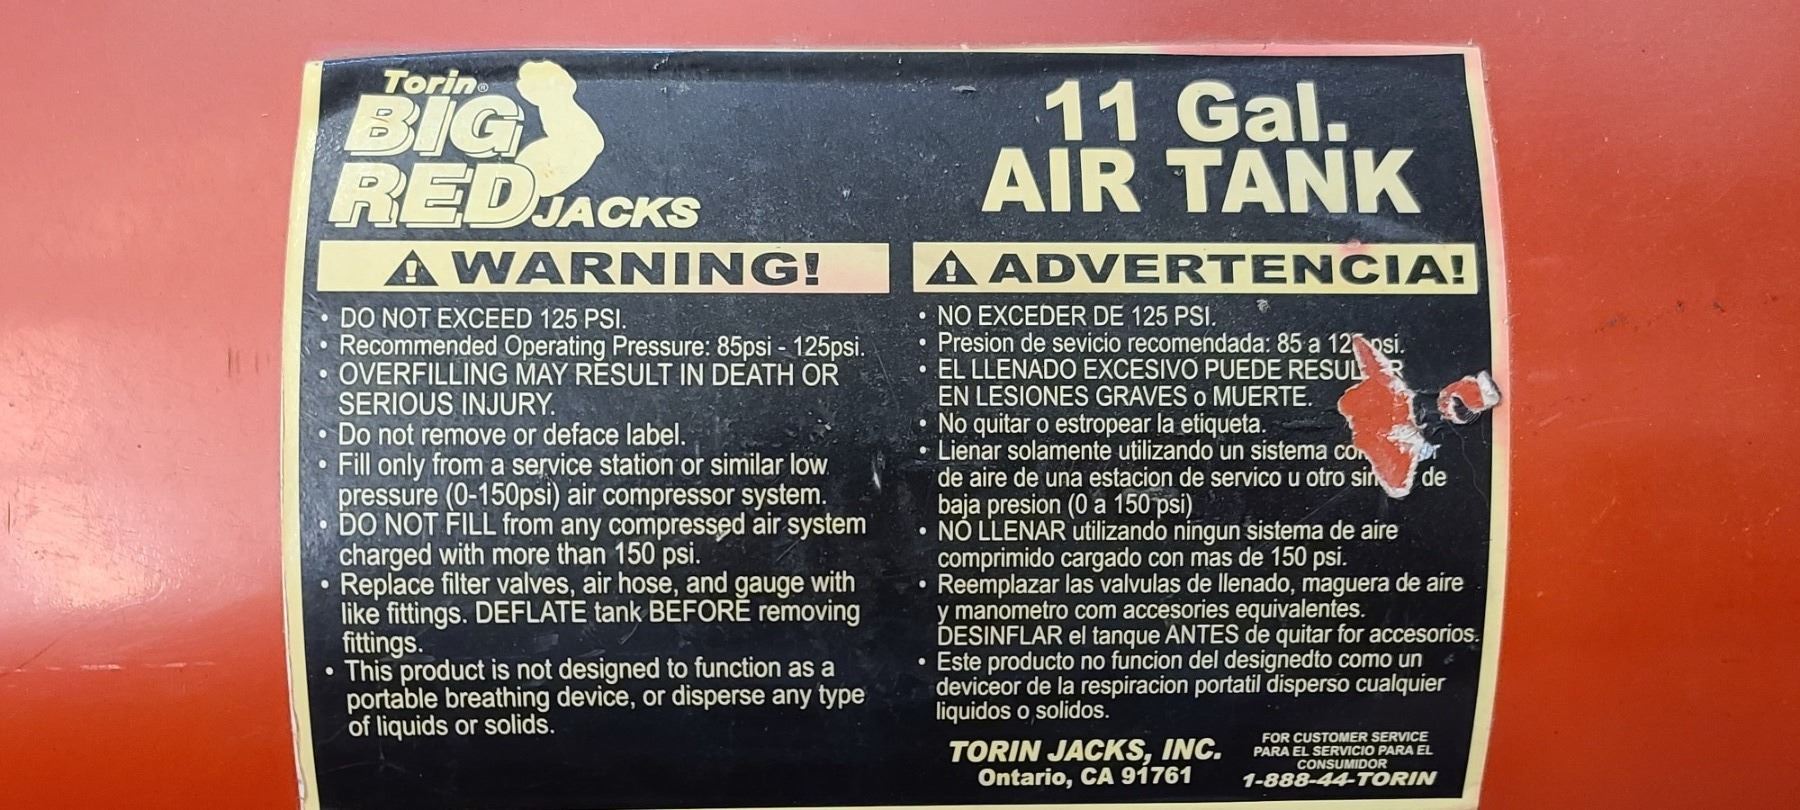 Torin®
BIG
RED JACKS
WARNING!
• DO NOT EXCEED 125 PSI.
• Recommended Operating Pressure: 85psi - 125psi.
• OVERFILLING MAY RESULT IN DEATH OR
SERIOUS INJURY.
• Do not remove or deface label.
• Fill only from a service station or similar low
pressure (0-150psi) air compressor system.
• DO NOT FILL from any compressed air system
charged with more than 150 psi.
• Replace filter valves, air hose, and gauge with
like fittings. DEFLATE tank BEFORE removing
fittings.
• This product is not designed to function as a
portable breathing device, or disperse any type
of liquids or solids.
11 Gal.
AIR TANK
ADVERTENCIA!
• NO EXCEDER DE 125 PSI.
• Presion de sevicio recomendada: 85 a psi.
• EL LLENADO EXCESIVO PUEDE
EN LESIONES GRAVES o MUERTE.
• No quitar o estropear la etiqueta.
• Lienar solamente utilizando un sistema
de aire de una estacion de servico u otro de
baja presion (0 a 150 psi)
• NO LLENAR utilizando ningun sistema de aire
comprimido cargado con mas de 150 psi.
• Reemplazar las valvulas de llenado, maguera de aire
y manometro com accesories equivalentes.
DESINFLAR el tanque ANTES de quitar for accesorios.
• Este producto no funcion del designedto como un
deviceor de la respiracion portatil disperso cualquier
liquidos o solidos.
TORIN JACKS, INC.
Ontario, CA 91761
FOR CUSTOMER SERVICE
PARA EL SERVICIO PARA EL
CONSUMIDOR
1-888-44-TORIN